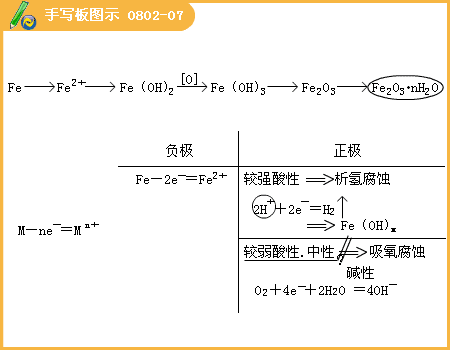 手写板图示 0802-07
Fe→Fe²⁺→Fe(OH)₂ [O]→ Fe(OH)₃→Fe₂O₃→Fe₂O₃·nH₂O
负极 正极
Fe－2e⁻＝Fe²⁺ 较强酸性⇒析氢腐蚀
2H⁺＋2e⁻＝H₂↑
M－ne⁻＝Mⁿ⁺ ⇒Fe(OH)ₓ
较弱酸性.中性⇒吸氧腐蚀
碱性
O₂＋4e⁻＋2H₂O＝4OH⁻